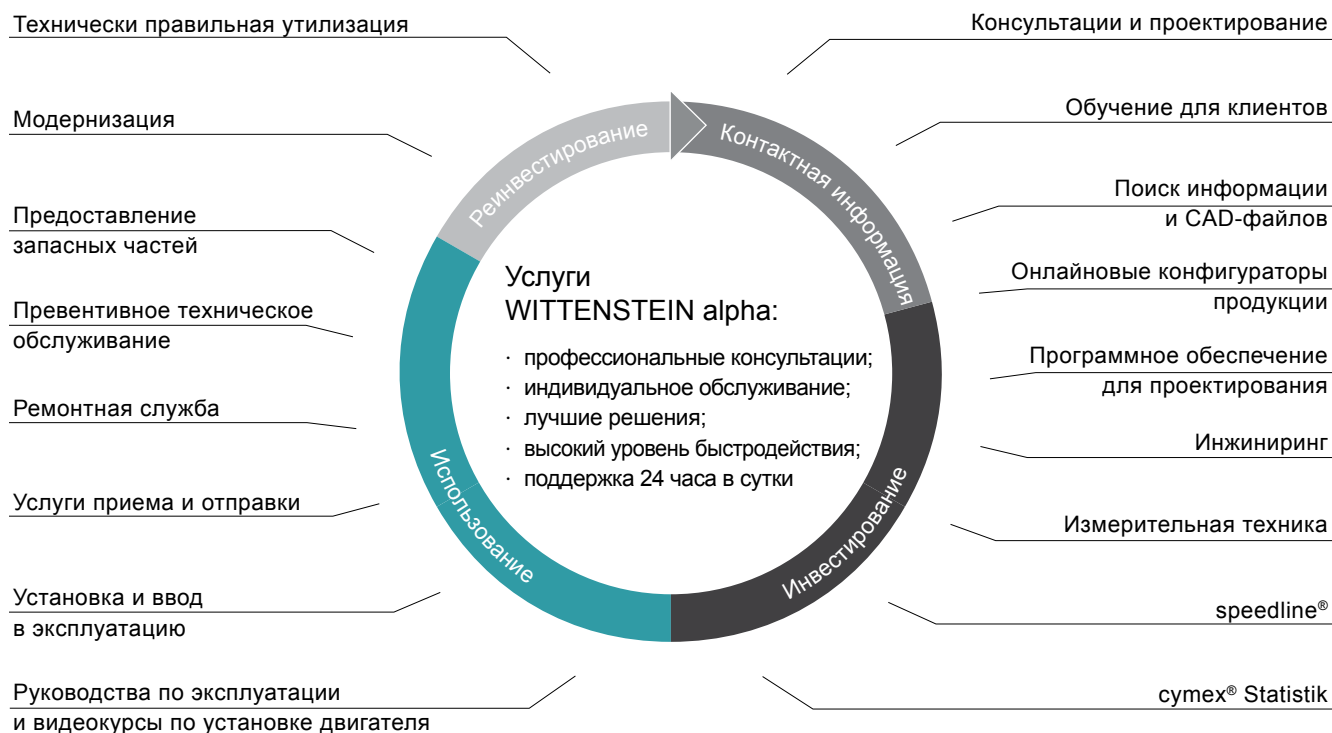 Технически правильная утилизация
Модернизация
Предоставление
запасных частей
Превентивное техническое
обслуживание
Ремонтная служба
Услуги приема и отправки
Установка и ввод
в эксплуатацию
Руководства по эксплуатации
и видеокурсы по установке двигателя
Реинвестирование
Контактная информация
Использование
Инвестирование
Услуги
WITTENSTEIN alpha:
· профессиональные консультации;
· индивидуальное обслуживание;
· лучшие решения;
· высокий уровень быстродействия;
· поддержка 24 часа в сутки
Консультации и проектирование
Обучение для клиентов
Поиск информации
и CAD-файлов
Онлайновые конфигураторы
продукции
Программное обеспечение
для проектирования
Инжиниринг
Измерительная техника
speedline®
cymex® Statistik